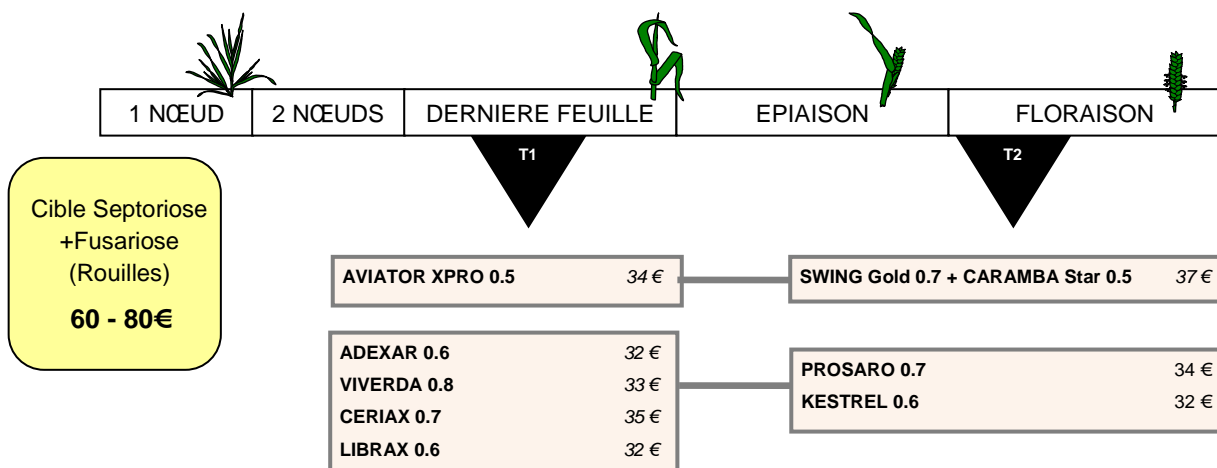 1 NŒUD 2 NŒUDS DERNIERE FEUILLE EPIAISON FLORAISON
T1 T2
Cible Septoriose
+Fusariose
(Rouilles)
60 - 80€
AVIATOR XPRO 0.5 34 €
SWING Gold 0.7 + CARAMBA Star 0.5 37 €
ADEXAR 0.6 32 €
VIVERDA 0.8 33 €
CERIAX 0.7 35 €
LIBRAX 0.6 32 €
PROSARO 0.7 34 €
KESTREL 0.6 32 €